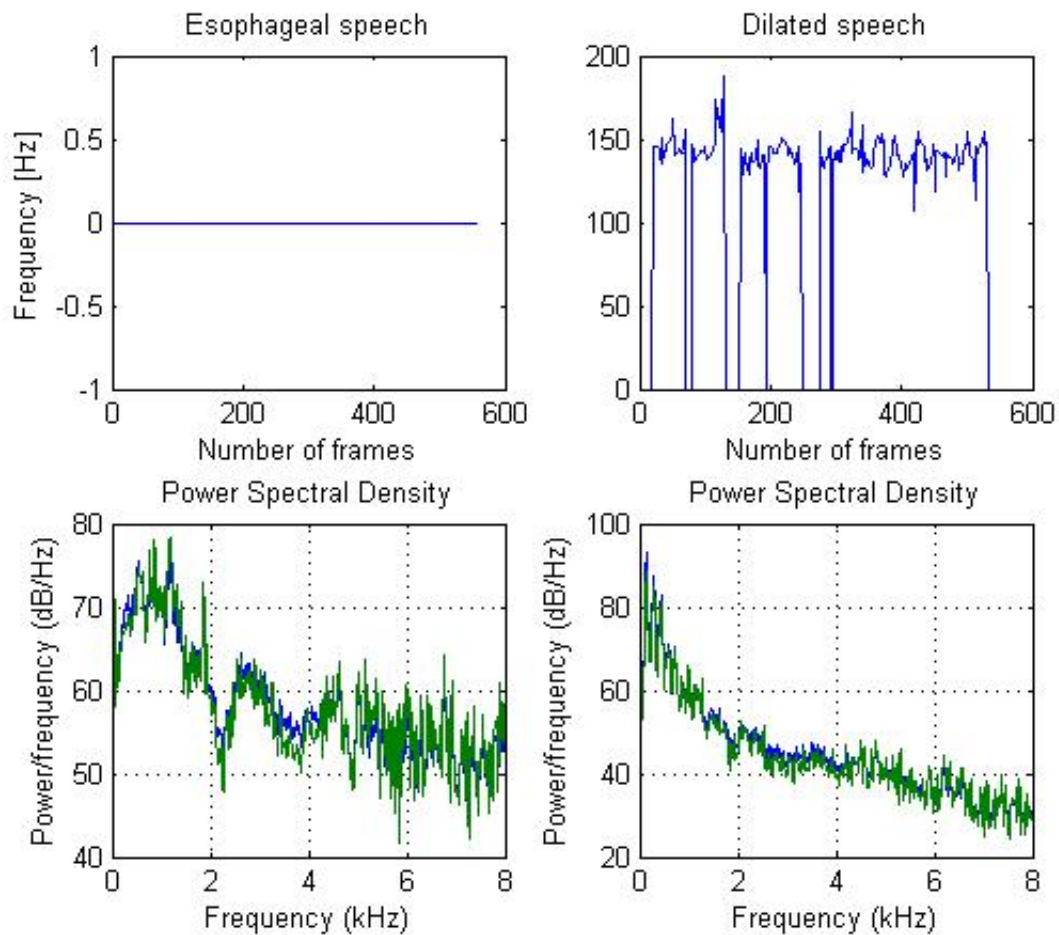 Esophageal speech
1
0.5
0
-0.5
-1
Frequency [Hz]
0 200 400 600
Number of frames
Dilated speech
200
150
100
50
0
0 200 400 600
Number of frames
Power Spectral Density
80
70
60
50
40
Power/frequency (dB/Hz)
0 2 4 6 8
Frequency (kHz)
Power Spectral Density
100
80
60
40
20
Power/frequency (dB/Hz)
0 2 4 6 8
Frequency (kHz)